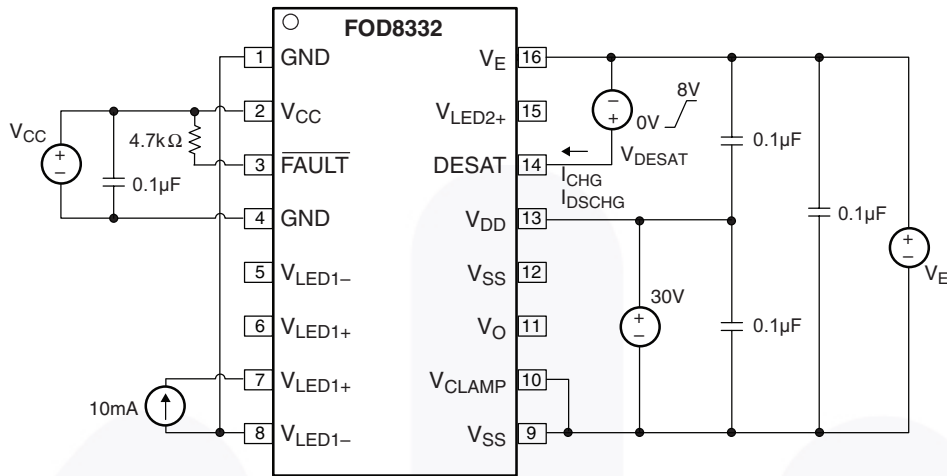 FOD8332
1 GND
2 VCC
3 FAULT
4 GND
5 VLED1–
6 VLED1+
7 VLED1+
8 VLED1–
VE 16
VLED2+ 15
DESAT 14
VDD 13
VSS 12
VO 11
VCLAMP 10
VSS 9
VCC
+
–
0.1µF
4.7kΩ
10mA
–
+
0V
8V
VDESAT
ICHG
IDSCHG
30V
+
–
0.1µF
0.1µF
0.1µF
+
–
VE